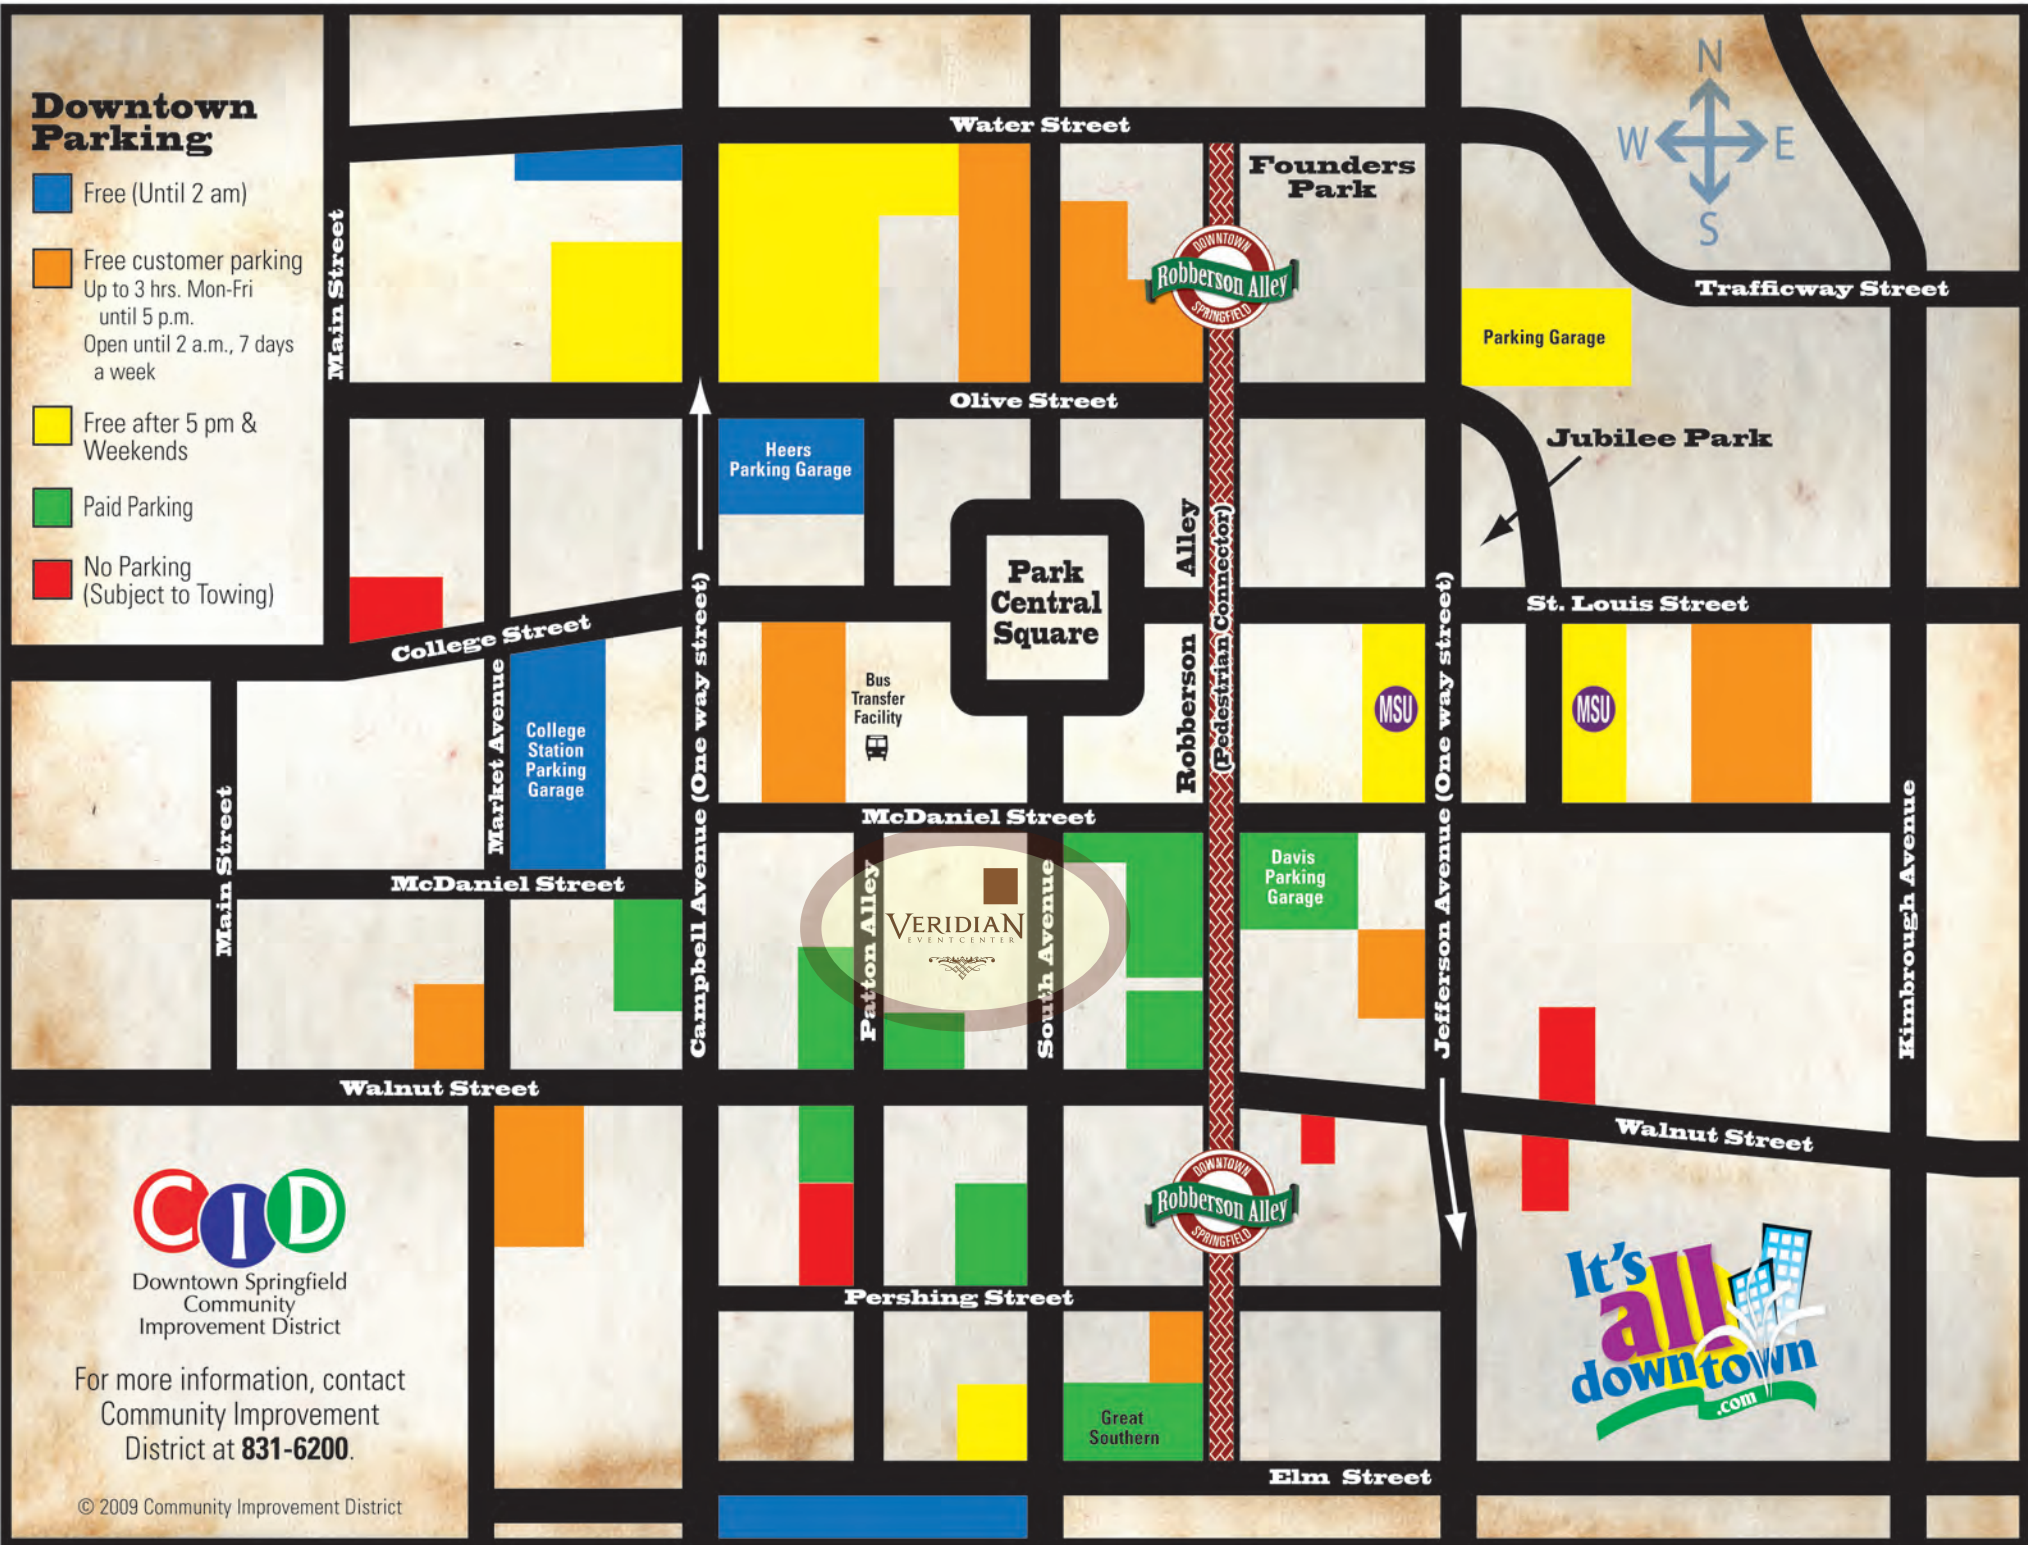 Downtown
Parking
Free (Until 2 am)
Free customer parking
Up to 3 hrs. Mon-Fri
until 5 p.m.
Open until 2 a.m., 7 days
a week
Free after 5 pm &
Weekends
Paid Parking
No Parking
(Subject to Towing)
N
W
E
S
Water Street
Founders
Park
DOWNTOWN
Robberson Alley
SPRINGFIELD
Main Street
Trafficway Street
Parking Garage
Olive Street
Jubilee Park
Heers
Parking Garage
Park
Central
Square
Robberson Alley
(Pedestrian Connector)
College Street
St. Louis Street
Campbell Avenue (One way street)
Jefferson Avenue (One way street)
Bus
Transfer
Facility
MSU
MSU
Market Avenue
College
Station
Parking
Garage
Main Street
McDaniel Street
McDaniel Street
Kimbrough Avenue
Patton Alley
VERIDIAN
EVENT CENTER
South Avenue
Davis
Parking
Garage
Walnut Street
Walnut Street
DOWNTOWN
Robberson Alley
SPRINGFIELD
CID
Downtown Springfield
Community
Improvement District
For more information, contact
Community Improvement
District at 831-6200.
© 2009 Community Improvement District
Pershing Street
Great
Southern
Elm Street
It's
all
downtown
.com